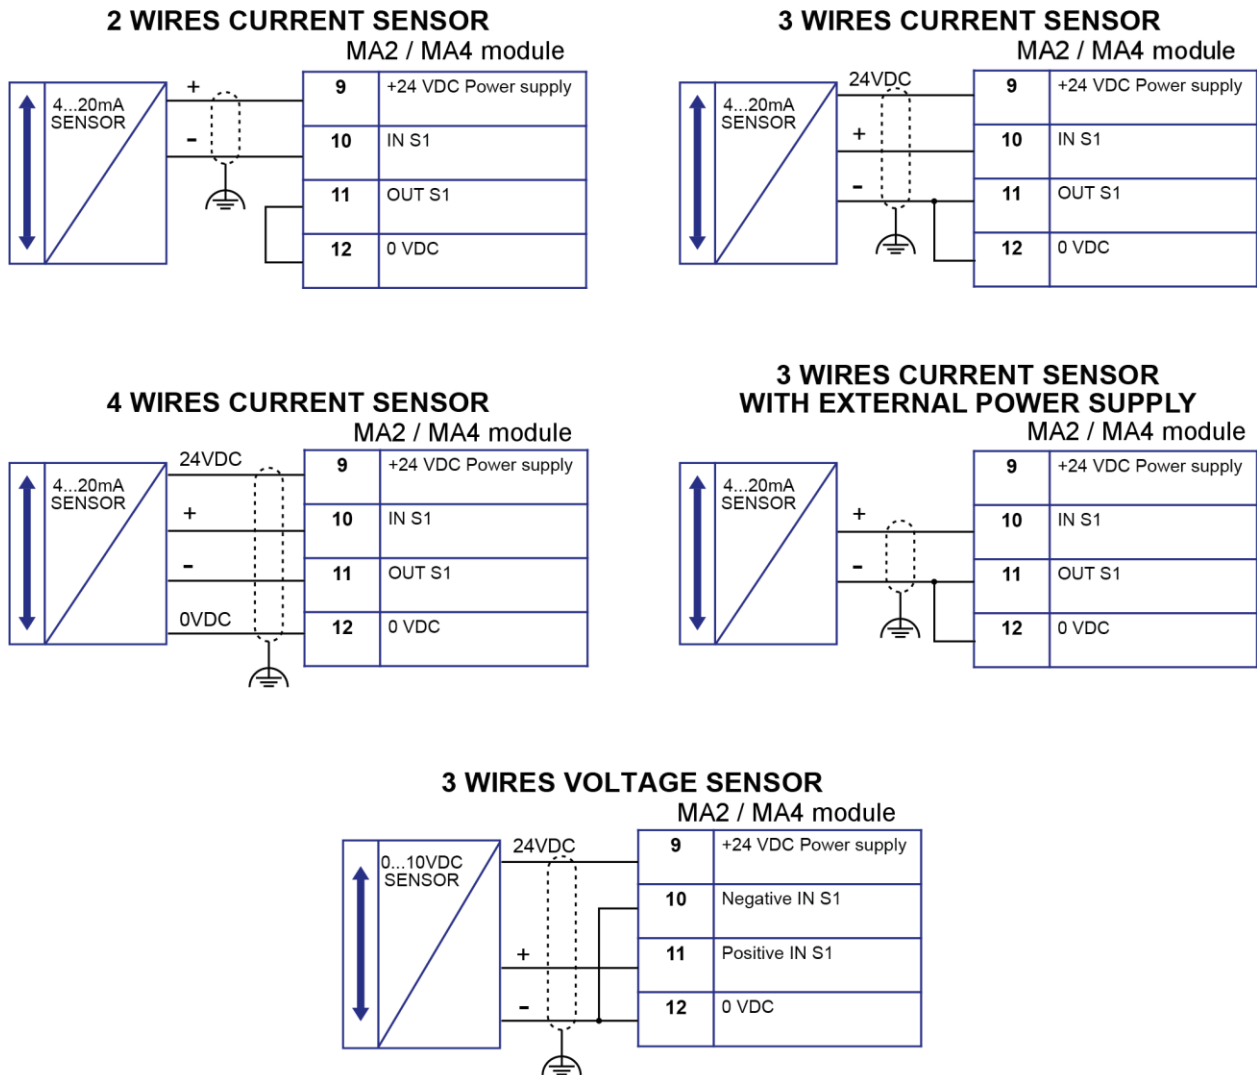 2 WIRES CURRENT SENSOR
MA2 / MA4 module
4...20mA
SENSOR
+
-
9 +24 VDC Power supply
10 IN S1
11 OUT S1
12 0 VDC
3 WIRES CURRENT SENSOR
MA2 / MA4 module
4...20mA
SENSOR
24VDC
+
-
9 +24 VDC Power supply
10 IN S1
11 OUT S1
12 0 VDC
4 WIRES CURRENT SENSOR
MA2 / MA4 module
4...20mA
SENSOR
24VDC
+
-
0VDC
9 +24 VDC Power supply
10 IN S1
11 OUT S1
12 0 VDC
3 WIRES CURRENT SENSOR
WITH EXTERNAL POWER SUPPLY
MA2 / MA4 module
4...20mA
SENSOR
+
-
9 +24 VDC Power supply
10 IN S1
11 OUT S1
12 0 VDC
3 WIRES VOLTAGE SENSOR
MA2 / MA4 module
0...10VDC
SENSOR
24VDC
+
-
9 +24 VDC Power supply
10 Negative IN S1
11 Positive IN S1
12 0 VDC